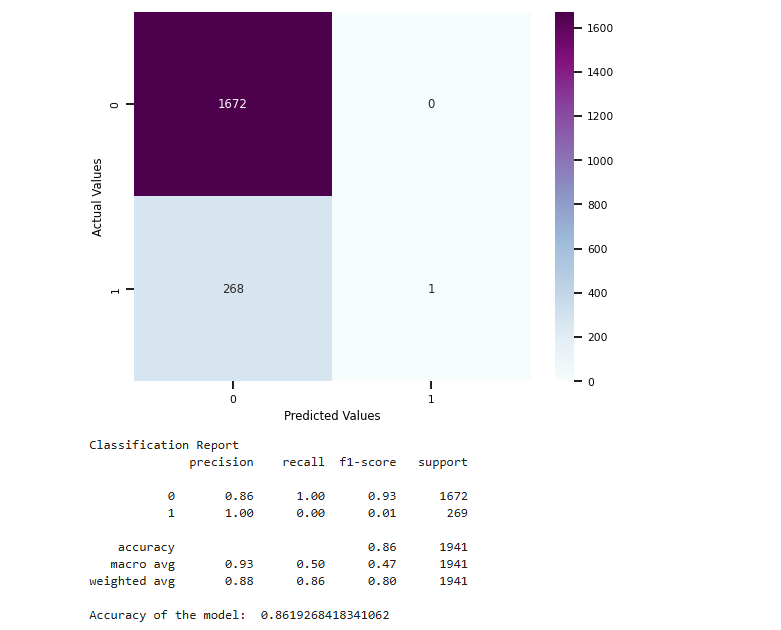 1600
1672 0
0
1400
1200
1000
Actual Values
800
600
268 1
1
400
200
0
0 1
Predicted Values
Classification Report
precision recall f1-score support
0 0.86 1.00 0.93 1672
1 1.00 0.00 0.01 269
accuracy 0.86 1941
macro avg 0.93 0.50 0.47 1941
weighted avg 0.88 0.86 0.80 1941
Accuracy of the model: 0.8619268418341062